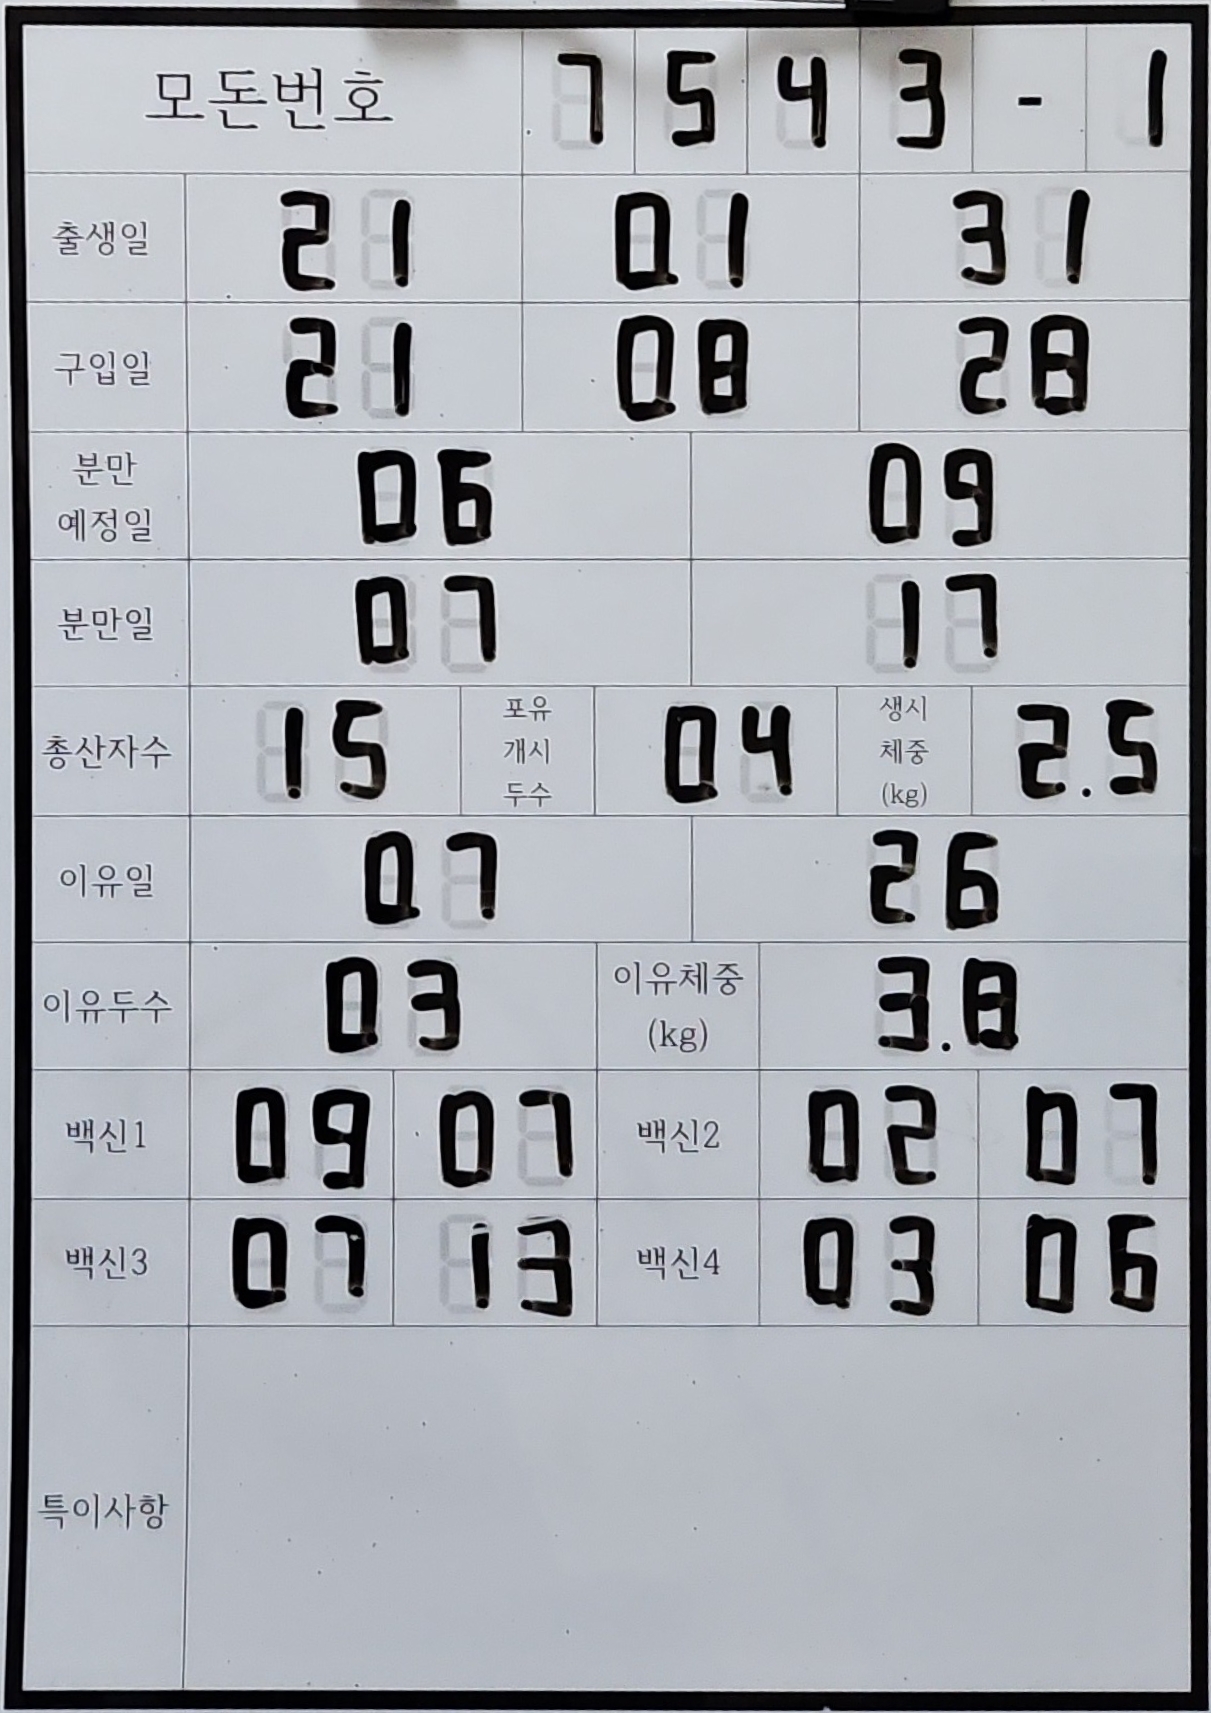 모돈번호 7 5 4 3 - 1
출생일 21 01 31
구입일 21 08 28
분만 예정일 06 09
분만일 07 17
총산자수 15 포유 개시 두수 04 생시 체중 (kg) 2.5
이유일 07 26
이유두수 03 이유체중 (kg) 3.8
백신1 09 07 백신2 02 07
백신3 07 13 백신4 03 06
특이사항